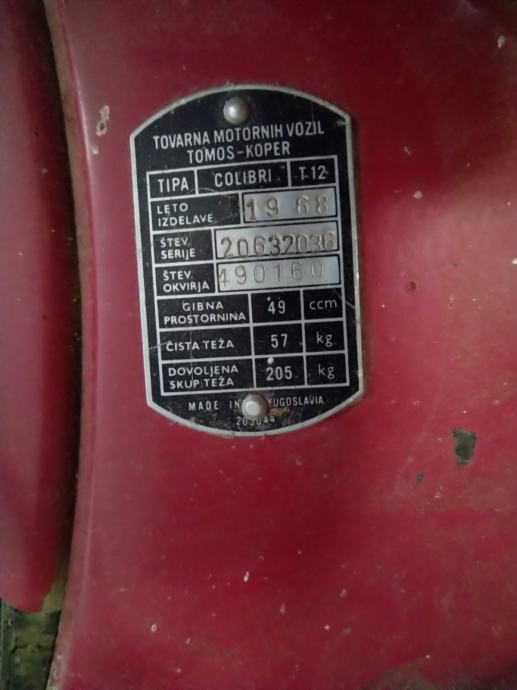 TOVARNA MOTORNIH VOZIL
TOMOS-KOPER
TIPA COLIBRI T-12
LETO IZDELAVE 1968
ŠTEV. SERIJE 20632036
ŠTEV. OKVIRJA 490160
GIBNA PROSTORNINA 49 ccm
ČISTA TEŽA 57 kg
DOVOLJENA SKUP. TEŽA 205 kg
MADE IN YUGOSLAVIA